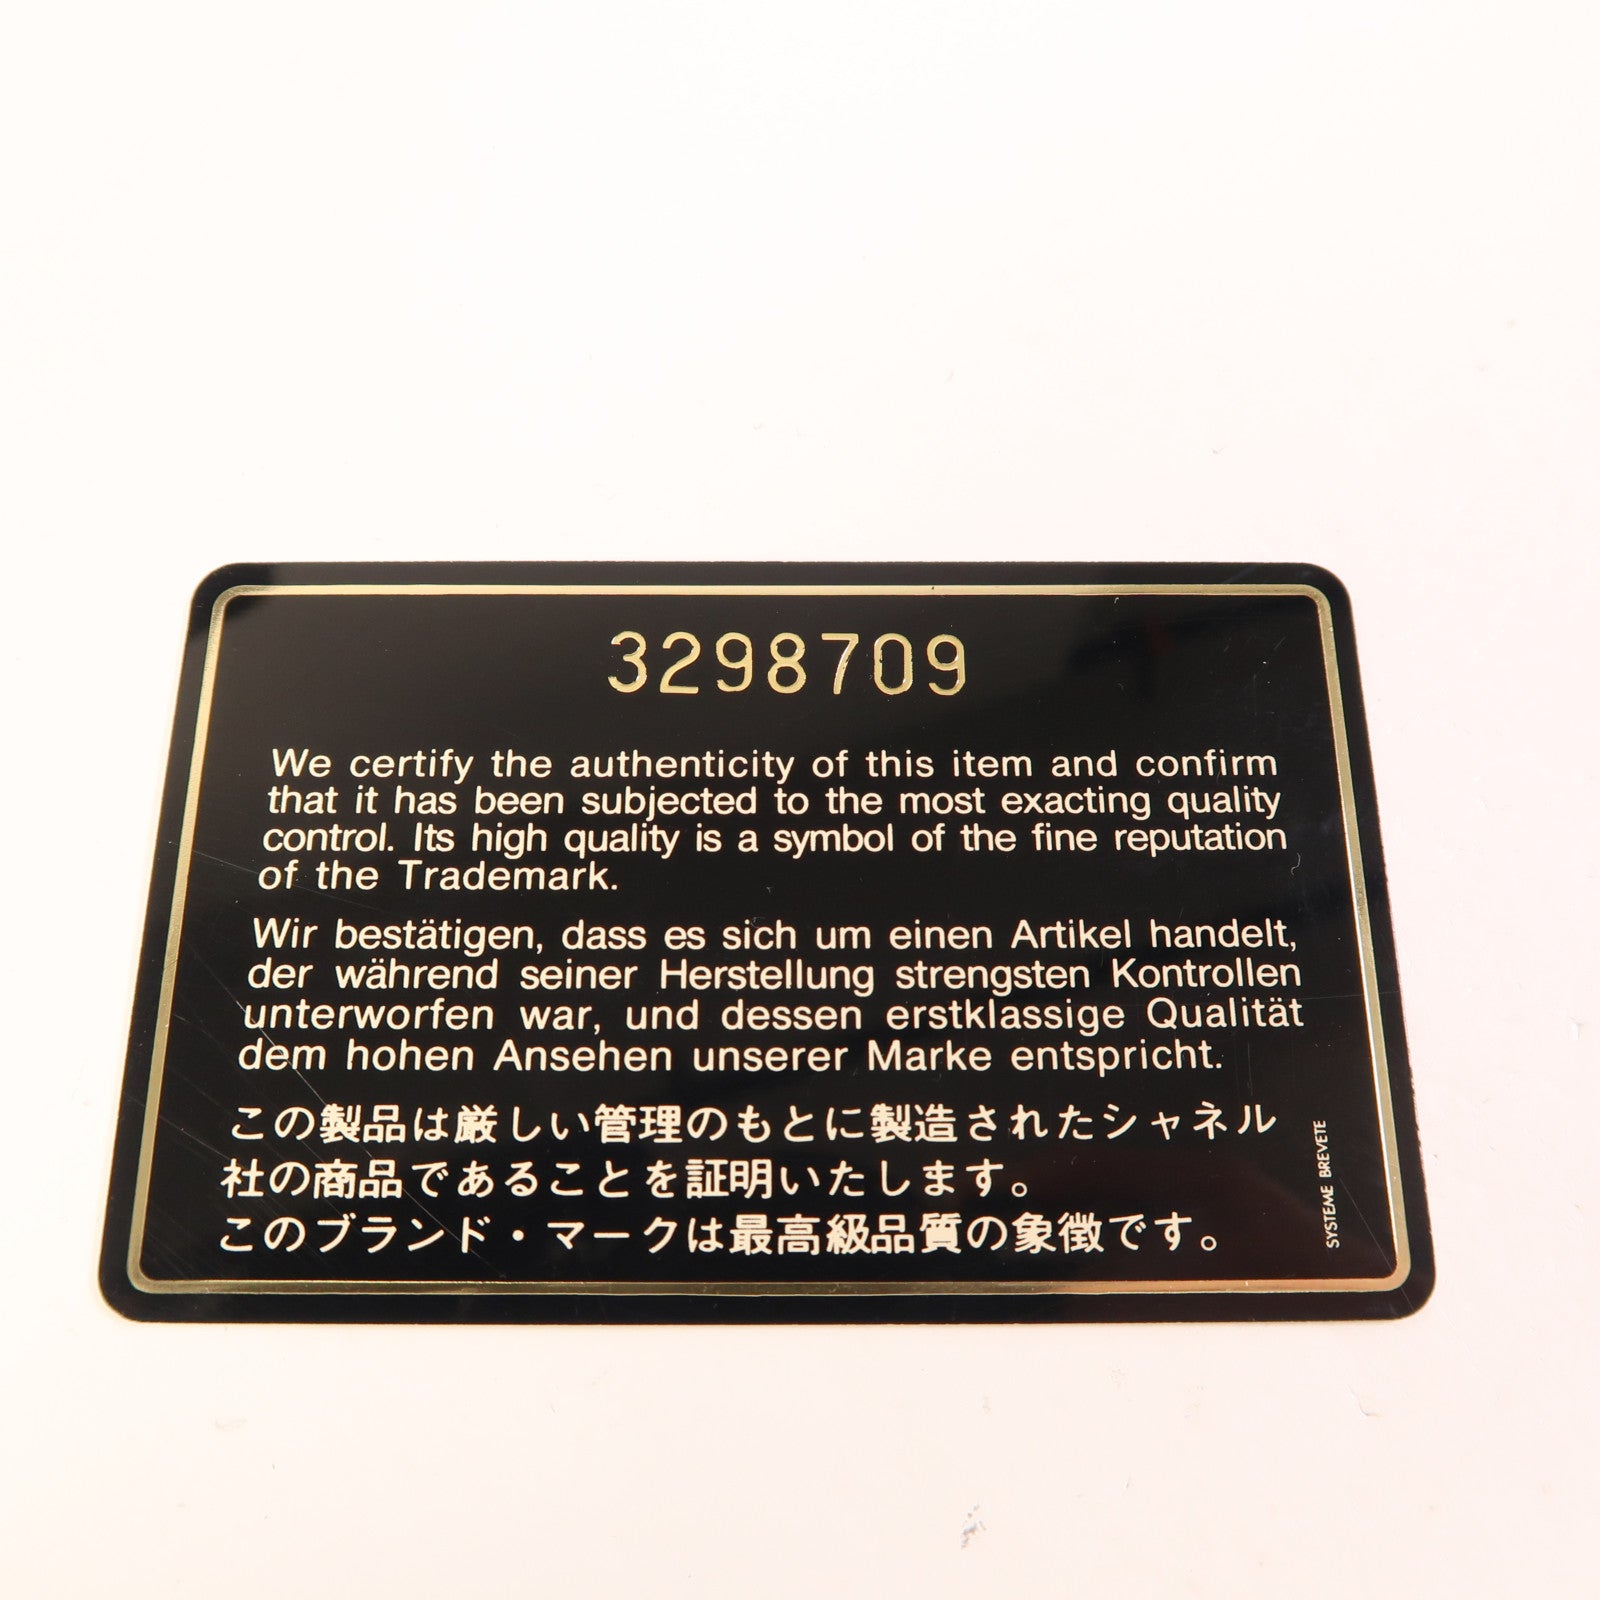 3298709
We certify the authenticity of this item and confirm
that it has been subjected to the most exacting quality
control. Its high quality is a symbol of the fine reputation
of the Trademark.
Wir bestätigen, dass es sich um einen Artikel handelt,
der während seiner Herstellung strengsten Kontrollen
unterworfen war, und dessen erstklassige Qualität
dem hohen Ansehen unserer Marke entspricht.
この製品は厳しい管理のもとに製造されたシャネル
社の商品であることを証明いたします。
このブランド・マークは最高級品質の象徴です。
SYSTEME BREVETE